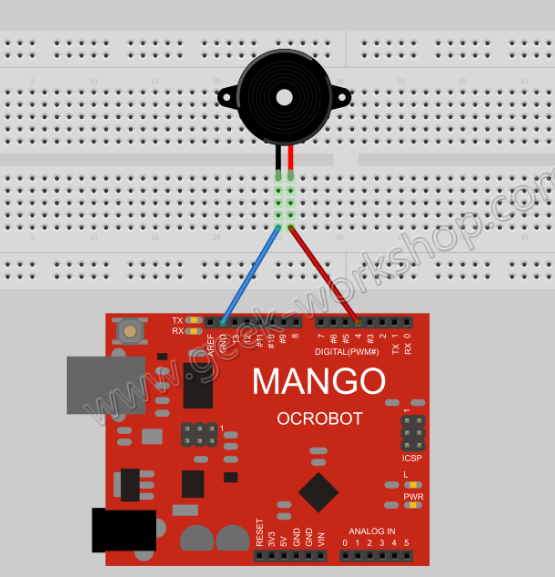 www.geek-workshop.com
TX
RX
AREF
GND
13
12
#11
#10
#9
8
7
#6
#5
4
#3
2
TX 1
RX 0
DIGITAL(PWM#)
MANGO
OCROBOT
1
1
ICSP
L
PWR
RESET
3V3
5V
GND
GND
VIN
ANALOG IN
0 1 2 3 4 5